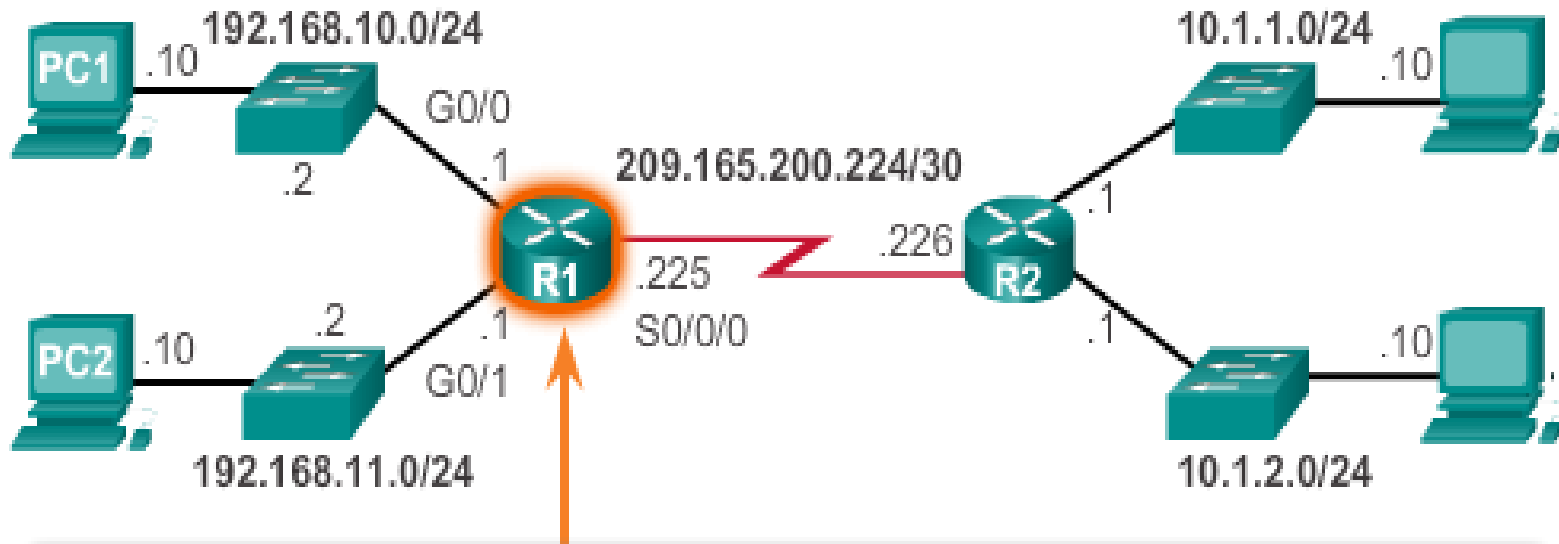 192.168.10.0/24
10.1.1.0/24
PC1
.10
.10
G0/0
.2
.1
209.165.200.224/30
.1
.226
R1
.225
R2
S0/0/0
.2
.1
.1
PC2
.10
G0/1
.10
192.168.11.0/24
10.1.2.0/24